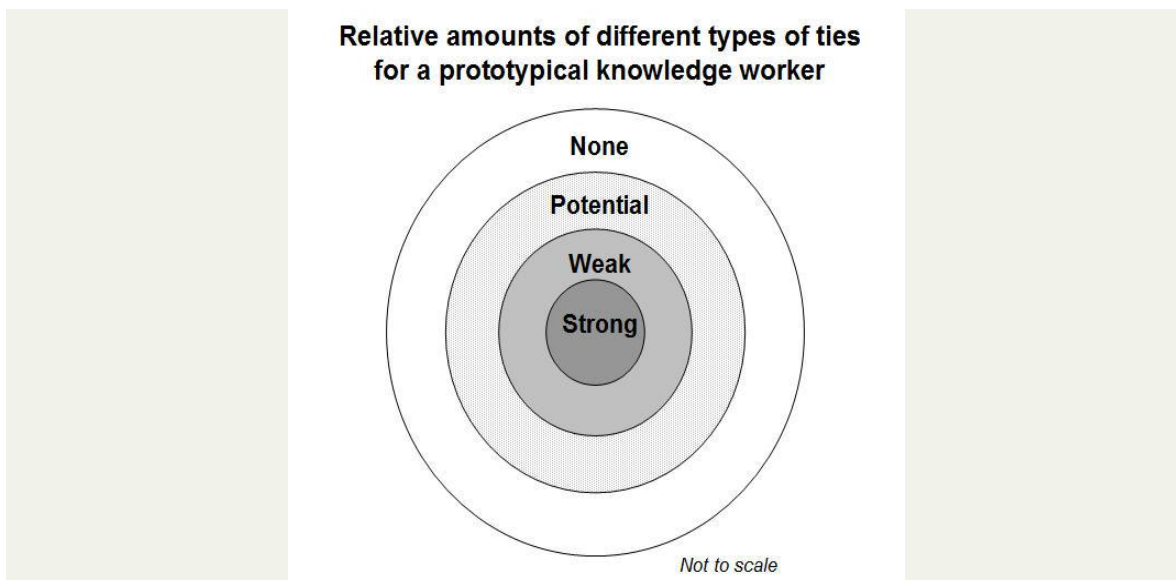 Relative amounts of different types of ties
for a prototypical knowledge worker
None
Potential
Weak
Strong
Not to scale